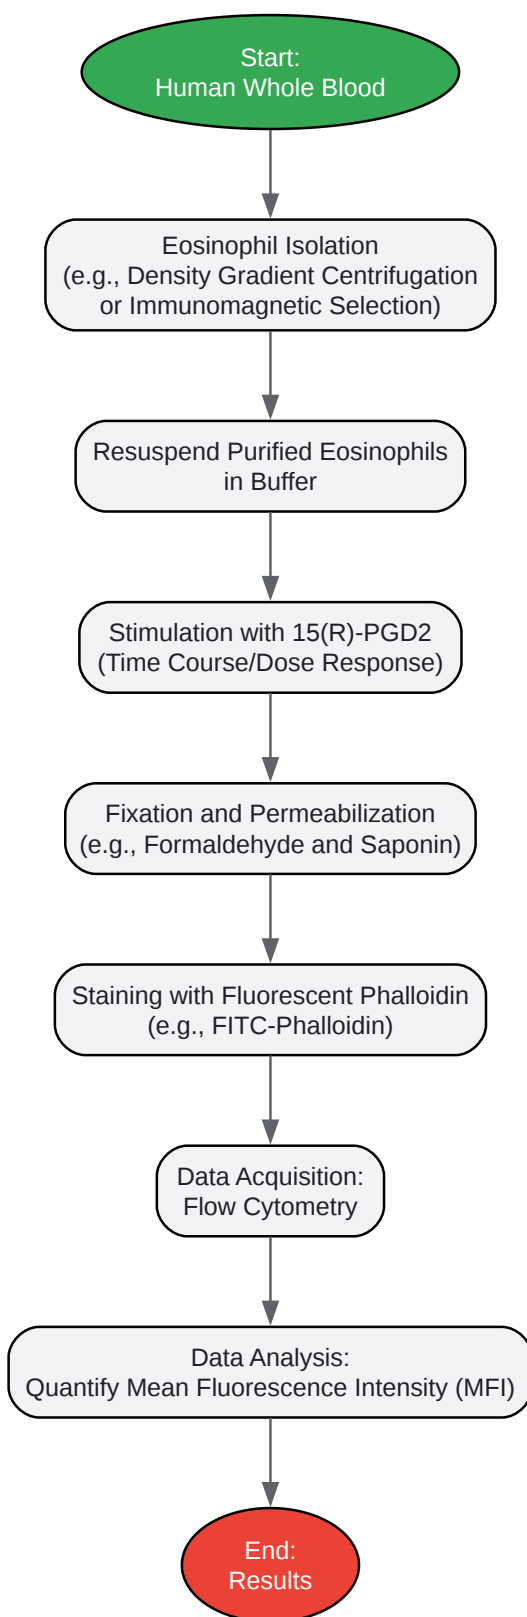 Start:
Human Whole Blood
Eosinophil Isolation
(e.g., Density Gradient Centrifugation
or Immunomagnetic Selection)
Resuspend Purified Eosinophils
in Buffer
Stimulation with 15(R)-PGD2
(Time Course/Dose Response)
Fixation and Permeabilization
(e.g., Formaldehyde and Saponin)
Staining with Fluorescent Phalloidin
(e.g., FITC-Phalloidin)
Data Acquisition:
Flow Cytometry
Data Analysis:
Quantify Mean Fluorescence Intensity (MFI)
End:
Results